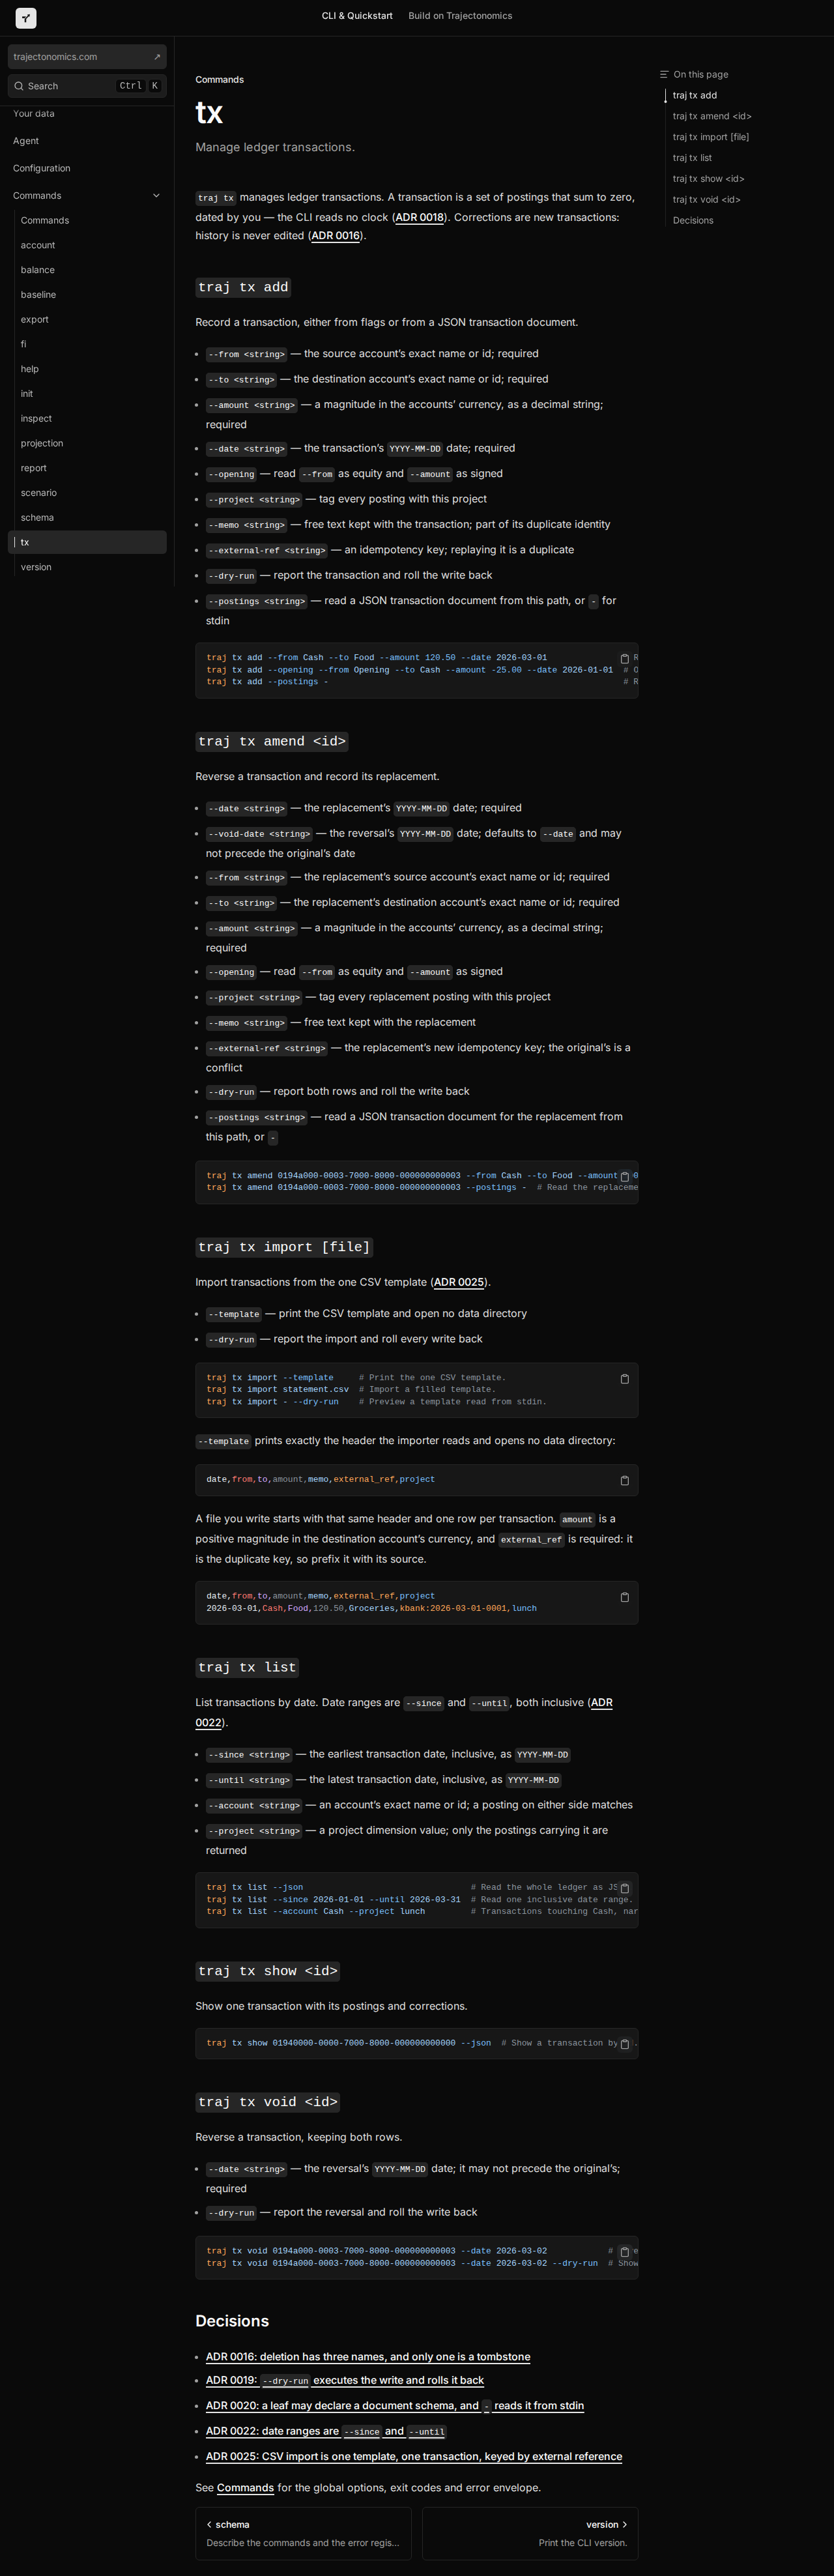 CLI & Quickstart
Build on Trajectonomics
trajectonomics.com ↗
Search Ctrl K
Your data
Agent
Configuration
Commands
Commands
account
balance
baseline
export
fi
help
init
inspect
projection
report
scenario
schema
tx
version
Commands
tx
Manage ledger transactions.
traj tx manages ledger transactions. A transaction is a set of postings that sum to zero,
dated by you — the CLI reads no clock (ADR 0018). Corrections are new transactions:
history is never edited (ADR 0016).
traj tx add
Record a transaction, either from flags or from a JSON transaction document.
--from <string> — the source account’s exact name or id; required
--to <string> — the destination account’s exact name or id; required
--amount <string> — a magnitude in the accounts’ currency, as a decimal string;
required
--date <string> — the transaction’s YYYY-MM-DD date; required
--opening — read --from as equity and --amount as signed
--project <string> — tag every posting with this project
--memo <string> — free text kept with the transaction; part of its duplicate identity
--external-ref <string> — an idempotency key; replaying it is a duplicate
--dry-run — report the transaction and roll the write back
--postings <string> — read a JSON transaction document from this path, or - for
stdin
traj tx add --from Cash --to Food --amount 120.50 --date 2026-03-01
traj tx add --opening --from Opening --to Cash --amount -25.00 --date 2026-01-01 # O
traj tx add --postings - # R
traj tx amend <id>
Reverse a transaction and record its replacement.
--date <string> — the replacement’s YYYY-MM-DD date; required
--void-date <string> — the reversal’s YYYY-MM-DD date; defaults to --date and may
not precede the original’s date
--from <string> — the replacement’s source account’s exact name or id; required
--to <string> — the replacement’s destination account’s exact name or id; required
--amount <string> — a magnitude in the accounts’ currency, as a decimal string;
required
--opening — read --from as equity and --amount as signed
--project <string> — tag every replacement posting with this project
--memo <string> — free text kept with the replacement
--external-ref <string> — the replacement’s new idempotency key; the original’s is a
conflict
--dry-run — report both rows and roll the write back
--postings <string> — read a JSON transaction document for the replacement from
this path, or -
traj tx amend 0194a000-0003-7000-8000-000000000003 --from Cash --to Food --amount
traj tx amend 0194a000-0003-7000-8000-000000000003 --postings - # Read the replaceme
traj tx import [file]
Import transactions from the one CSV template (ADR 0025).
--template — print the CSV template and open no data directory
--dry-run — report the import and roll every write back
traj tx import --template # Print the one CSV template.
traj tx import statement.csv # Import a filled template.
traj tx import - --dry-run # Preview a template read from stdin.
--template prints exactly the header the importer reads and opens no data directory:
date,from,to,amount,memo,external_ref,project
A file you write starts with that same header and one row per transaction. amount is a
positive magnitude in the destination account’s currency, and external_ref is required: it
is the duplicate key, so prefix it with its source.
date,from,to,amount,memo,external_ref,project
2026-03-01,Cash,Food,120.50,Groceries,kbank:2026-03-01-0001,lunch
traj tx list
List transactions by date. Date ranges are --since and --until, both inclusive (ADR
0022).
--since <string> — the earliest transaction date, inclusive, as YYYY-MM-DD
--until <string> — the latest transaction date, inclusive, as YYYY-MM-DD
--account <string> — an account’s exact name or id; a posting on either side matches
--project <string> — a project dimension value; only the postings carrying it are
returned
traj tx list --json # Read the whole ledger as JS
traj tx list --since 2026-01-01 --until 2026-03-31 # Read one inclusive date range.
traj tx list --account Cash --project lunch # Transactions touching Cash, nar
traj tx show <id>
Show one transaction with its postings and corrections.
traj tx show 01940000-0000-7000-8000-000000000000 --json # Show a transaction by
traj tx void <id>
Reverse a transaction, keeping both rows.
--date <string> — the reversal’s YYYY-MM-DD date; it may not precede the original’s;
required
--dry-run — report the reversal and roll the write back
traj tx void 0194a000-0003-7000-8000-000000000003 --date 2026-03-02 #
traj tx void 0194a000-0003-7000-8000-000000000003 --date 2026-03-02 --dry-run # Show
Decisions
ADR 0016: deletion has three names, and only one is a tombstone
ADR 0019: --dry-run executes the write and rolls it back
ADR 0020: a leaf may declare a document schema, and - reads it from stdin
ADR 0022: date ranges are --since and --until
ADR 0025: CSV import is one template, one transaction, keyed by external reference
See Commands for the global options, exit codes and error envelope.
schema
Describe the commands and the error regis…
version
Print the CLI version.
On this page
traj tx add
traj tx amend <id>
traj tx import [file]
traj tx list
traj tx show <id>
traj tx void <id>
Decisions